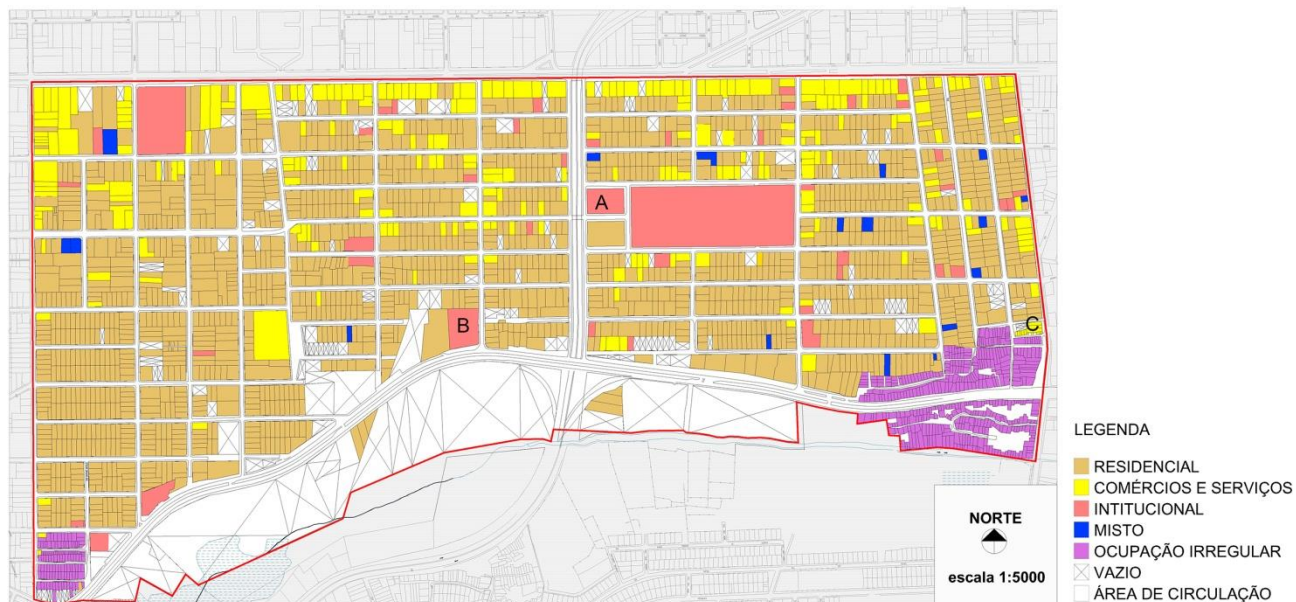 A
B
C
NORTE
escala 1:5000
LEGENDA
RESIDENCIAL
COMÉRCIOS E SERVIÇOS
INTITUCIONAL
MISTO
OCUPAÇÃO IRREGULAR
VAZIO
ÁREA DE CIRCULAÇÃO